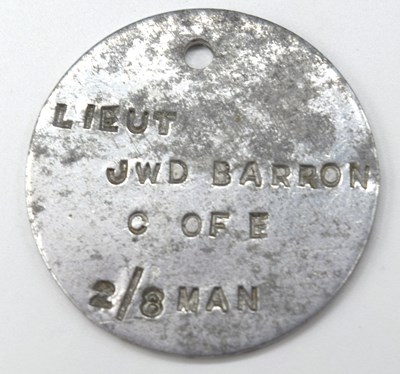 LIEUT
JWD BARRON
C OF E
2/8 MAN